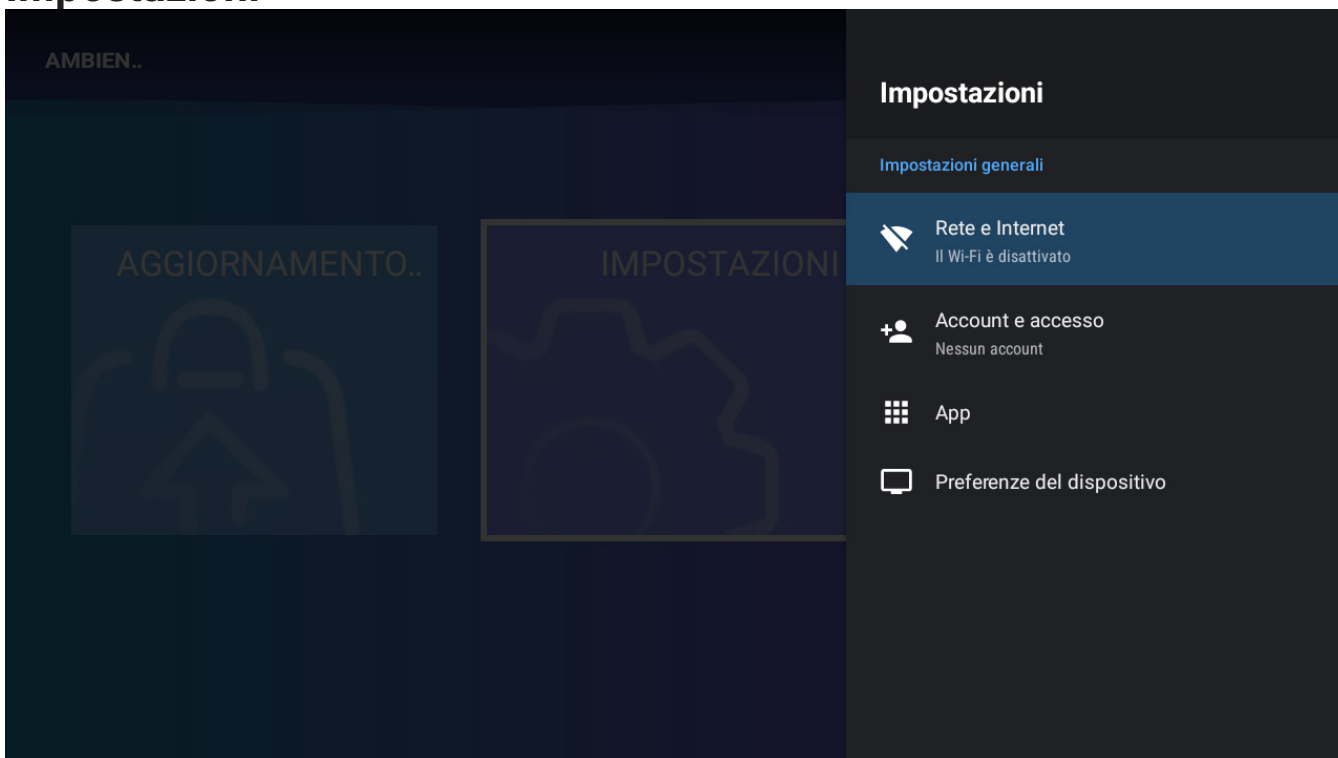 Impostazioni
AMBIEN..
AGGIORNAMENTO..
IMPOSTAZIONI
Impostazioni
Impostazioni generali
Rete e Internet
Il Wi-Fi è disattivato
Account e accesso
Nessun account
App
Preferenze del dispositivo